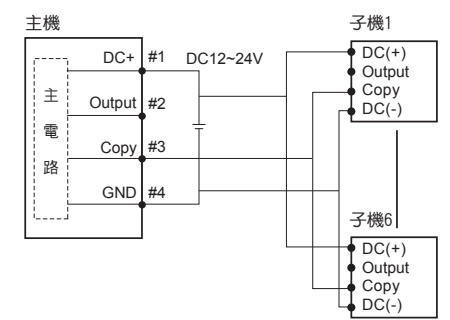 主機
子機1
DC+ #1 DC12~24V
DC(+)
Output
Copy
DC(-)
主電路
Output #2
Copy #3
GND #4
子機6
DC(+)
Output
Copy
DC(-)